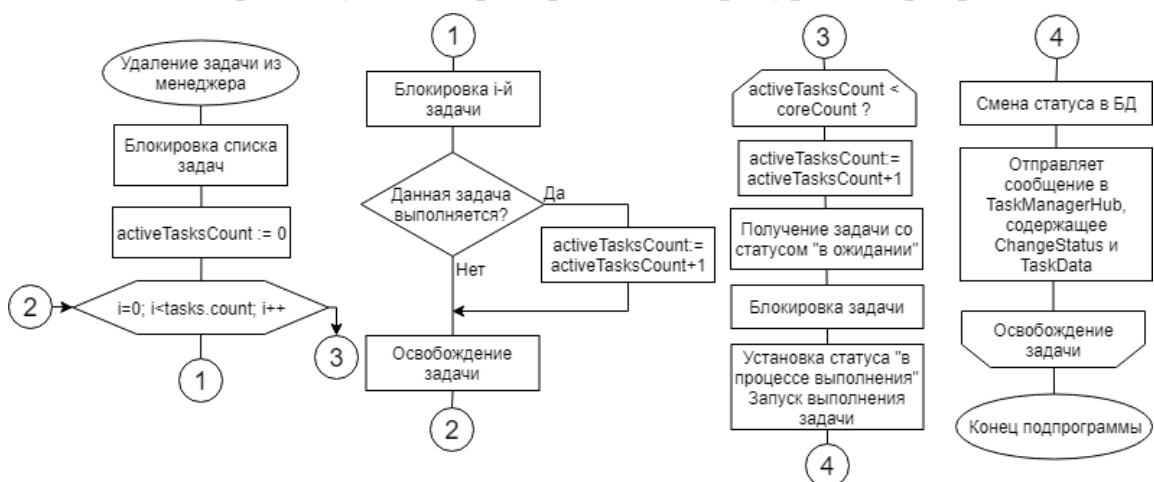 Удаление задачи из
менеджера
Блокировка списка
задач
activeTasksCount := 0
2
i=0; i<tasks.count; i++
3
1
1
Блокировка i-й
задачи
Данная задача
выполняется?
Да
activeTasksCount:=
activeTasksCount+1
Нет
Освобождение
задачи
2
3
activeTasksCount <
coreCount ?
activeTasksCount:=
activeTasksCount+1
Получение задачи со
статусом "в ожидании"
Блокировка задачи
Установка статуса "в
процессе выполнения"
Запуск выполнения
задачи
4
4
Смена статуса в БД
Отправляет
сообщение в
TaskManagerHub,
содержащее
ChangeStatus и
TaskData
Освобождение
задачи
Конец подпрограммы